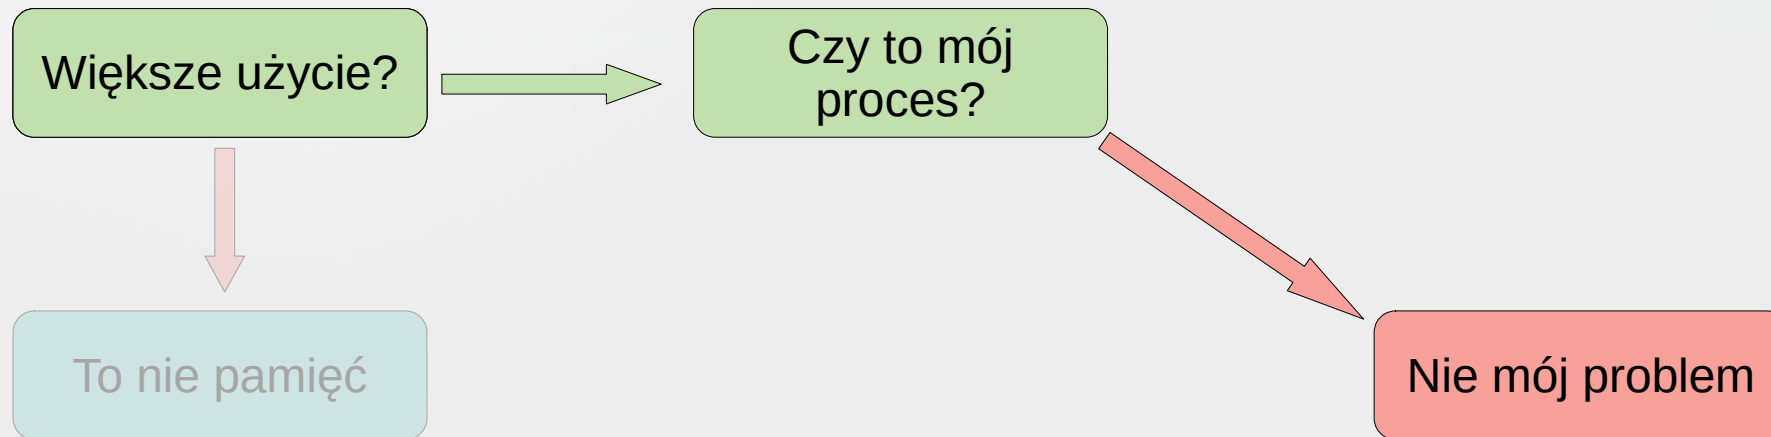 Większe użycie?
Czy to mój
proces?
To nie pamięć
Nie mój problem